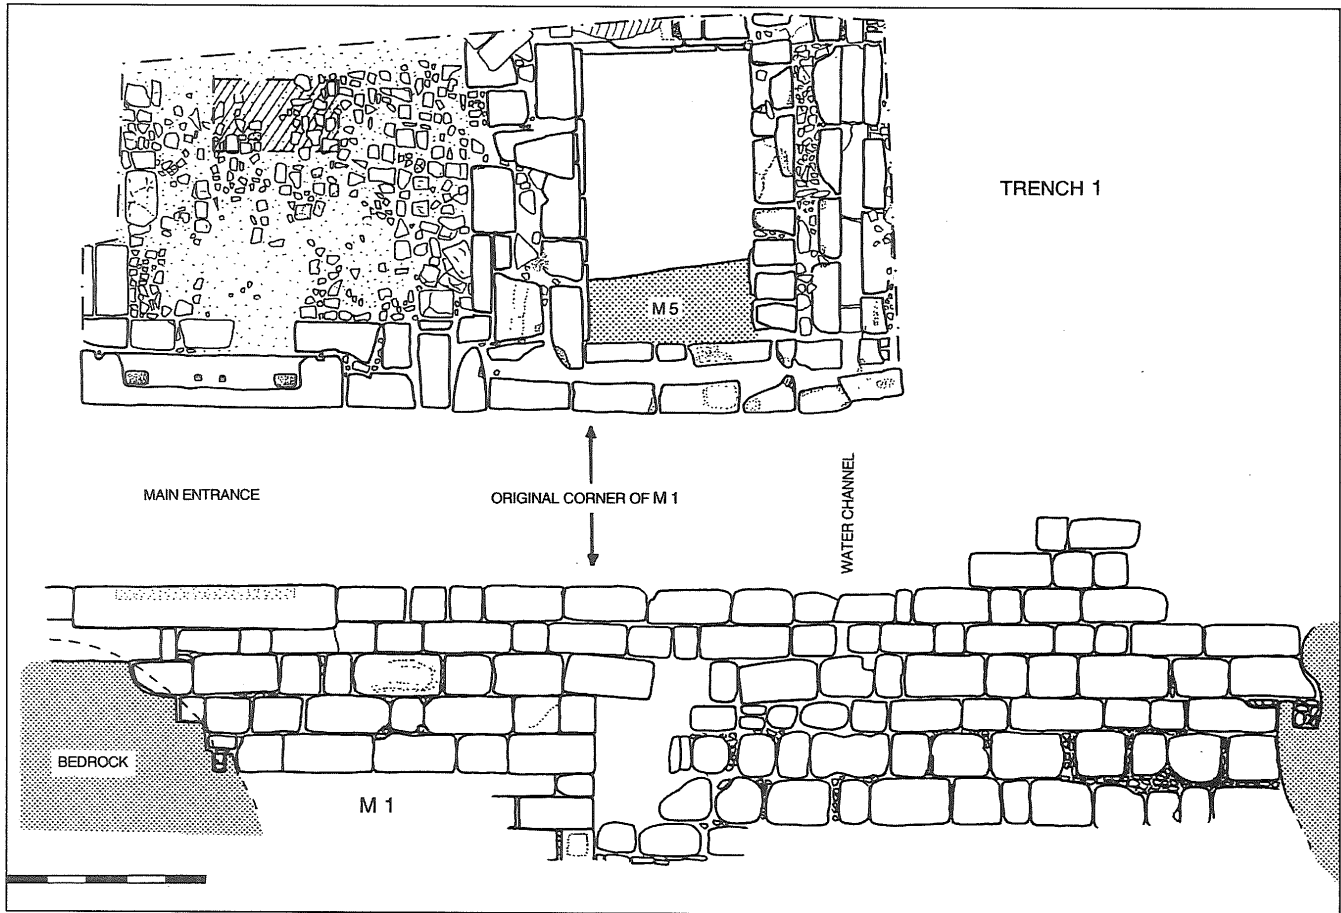 TRENCH 1
M 5
MAIN ENTRANCE
ORIGINAL CORNER OF M 1
WATER CHANNEL
BEDROCK
M 1